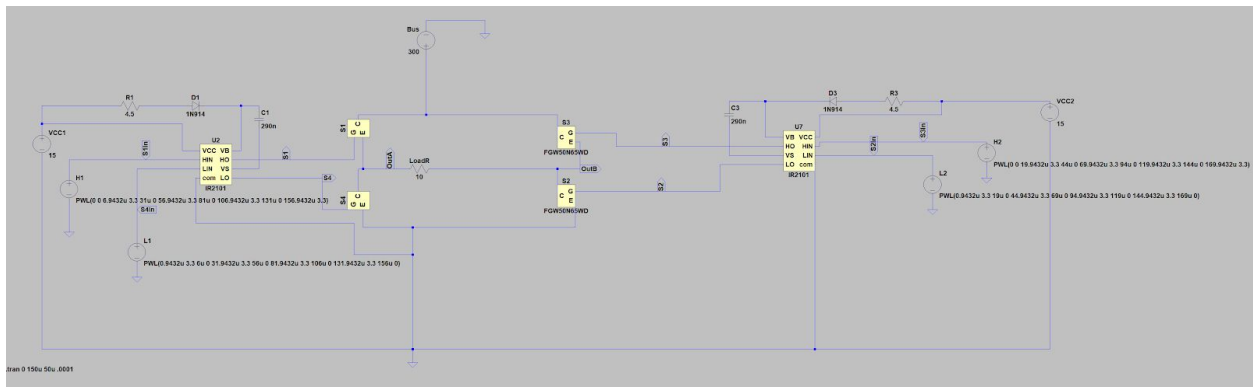 Bus
300
R1
4.5
D1
1N914
C1
290n
VCC1
15
U2
VCC VB
HIN HO
LIN VS
com LO
IR2101
S1in
S1
S4
S4in
H1
PWL(0 0 6.9432u 3.3 31u 0 56.9432u 3.3 81u 0 106.9432u 3.3 131u 0 156.9432u 3.3)
L1
PWL(0.9432u 3.3 6u 0 31.9432u 3.3 56u 0 81.9432u 3.3 106u 0 131.9432u 3.3 156u 0)
S1
G C E
S4
G C E
OutA
LoadR
10
S3
C G E
FGW50N65WD
OutB
S2
C G E
FGW50N65WD
S3
S2
C3
290n
D3
1N914
R3
4.5
VCC2
15
U7
VB VCC
HO HIN
VS LIN
LO com
IR2101
S2in
S3in
H2
PWL(0 0 19.9432u 3.3 44u 0 69.9432u 3.3 94u 0 119.9432u 3.3 144u 0 169.9432u 3.3)
L2
PWL(0.9432u 3.3 19u 0 44.9432u 3.3 69u 0 94.9432u 3.3 119u 0 144.9432u 3.3 169u 0)
.tran 0 150u 50u .0001